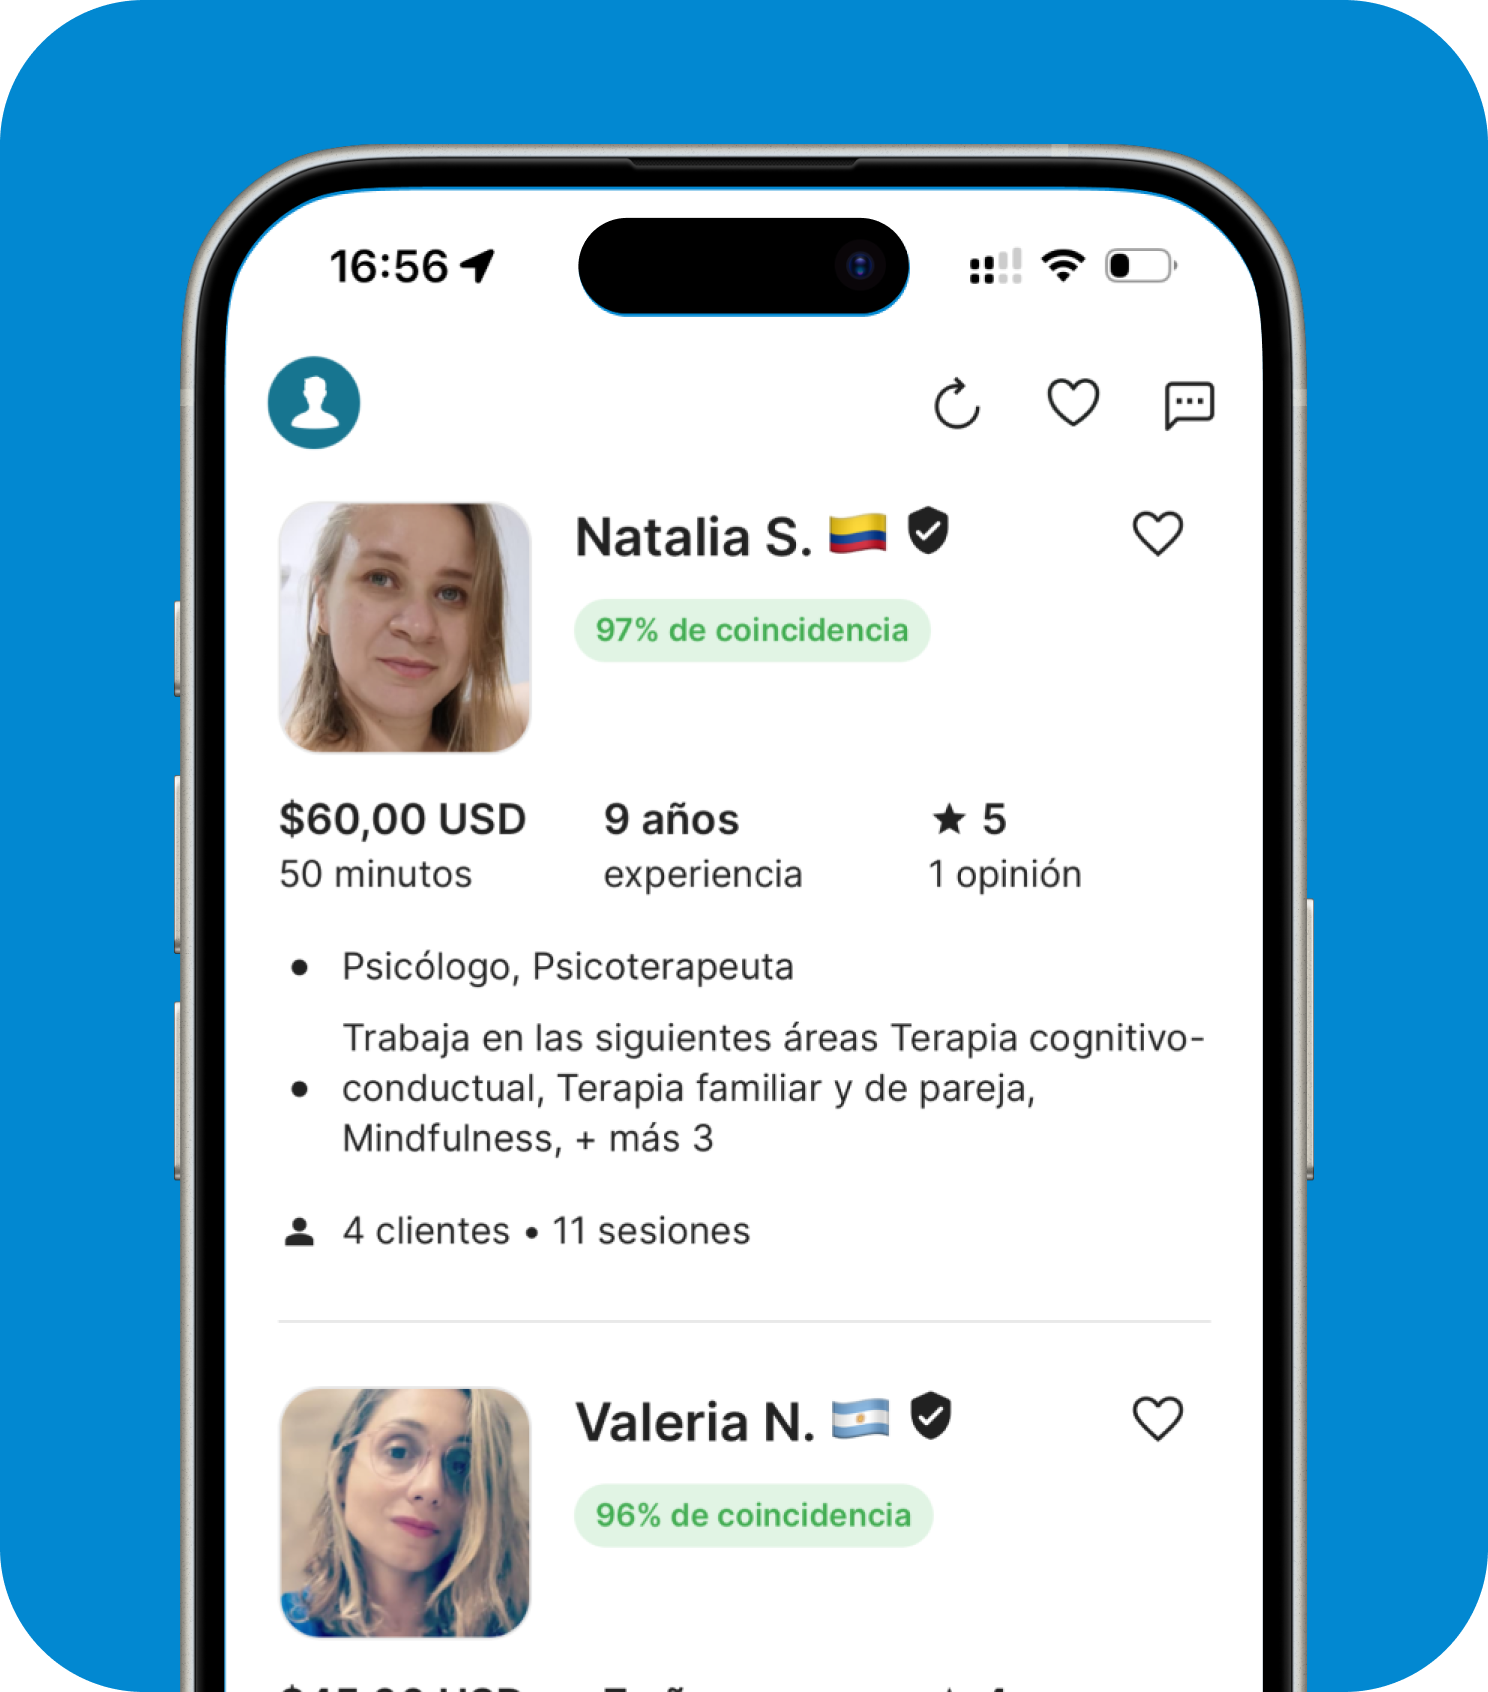 16:56
Natalia S.
97% de coincidencia
$60,00 USD
9 años
5
50 minutos
experiencia
1 opinión
Psicólogo, Psicoterapeuta
Trabaja en las siguientes áreas Terapia cognitivo-
conductual, Terapia familiar y de pareja,
Mindfulness, + más 3
4 clientes • 11 sesiones
Valeria N.
96% de coincidencia